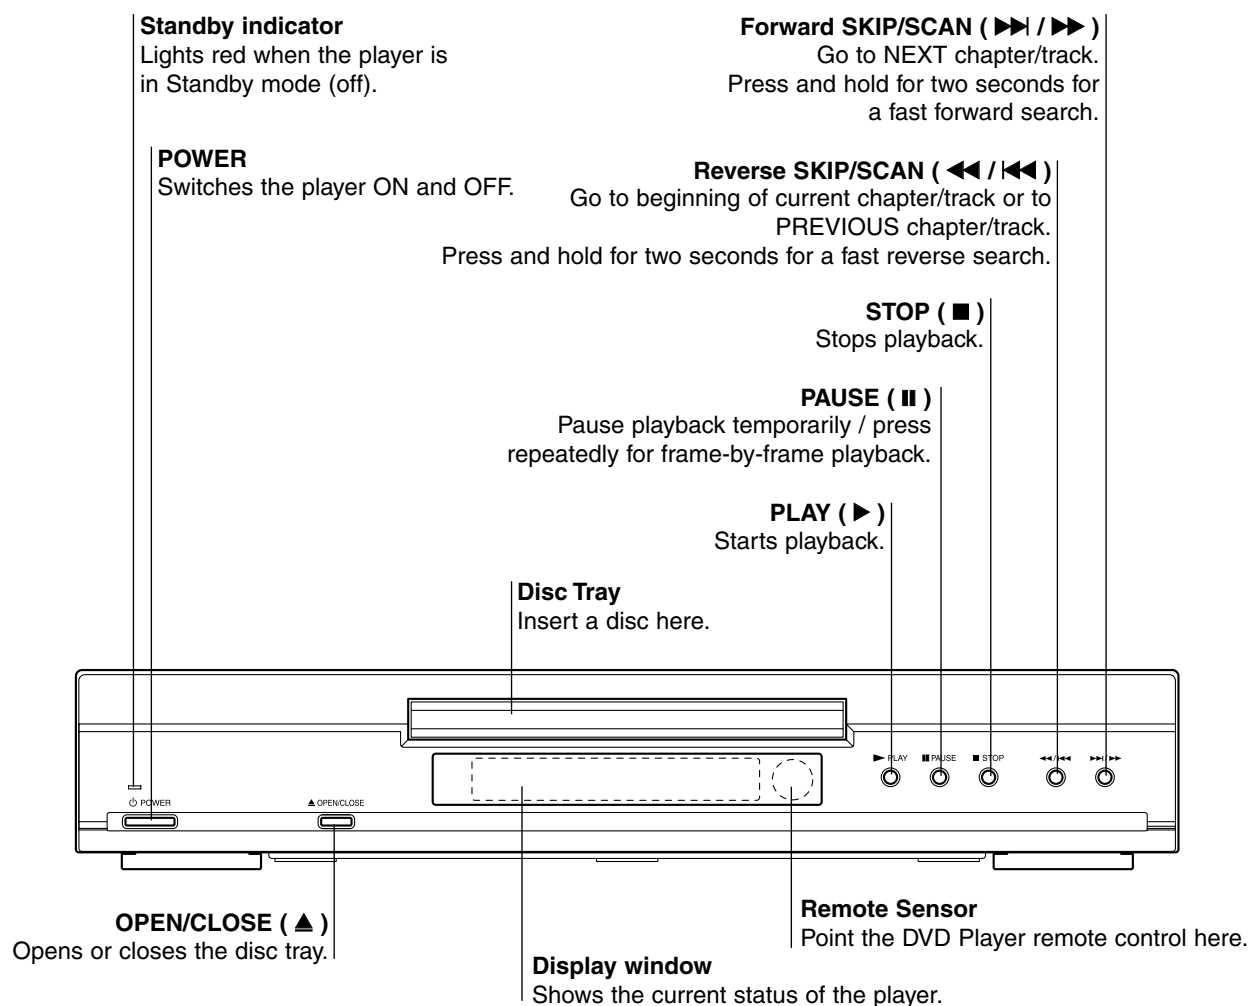 Standby indicator
Lights red when the player is
in Standby mode (off).
Forward SKIP/SCAN ( ▶▶| / ▶▶ )
Go to NEXT chapter/track.
Press and hold for two seconds for
a fast forward search.
POWER
Switches the player ON and OFF.
Reverse SKIP/SCAN ( ◀◀ / |◀◀ )
Go to beginning of current chapter/track or to
PREVIOUS chapter/track.
Press and hold for two seconds for a fast reverse search.
STOP ( ■ )
Stops playback.
PAUSE ( II )
Pause playback temporarily / press
repeatedly for frame-by-frame playback.
PLAY ( ▶ )
Starts playback.
Disc Tray
Insert a disc here.
▶ PLAY
II PAUSE
■ STOP
◀◀ / |◀◀
▶▶| / ▶▶
⏻ POWER
▲ OPEN/CLOSE
OPEN/CLOSE ( ⏏ )
Opens or closes the disc tray.
Remote Sensor
Point the DVD Player remote control here.
Display window
Shows the current status of the player.